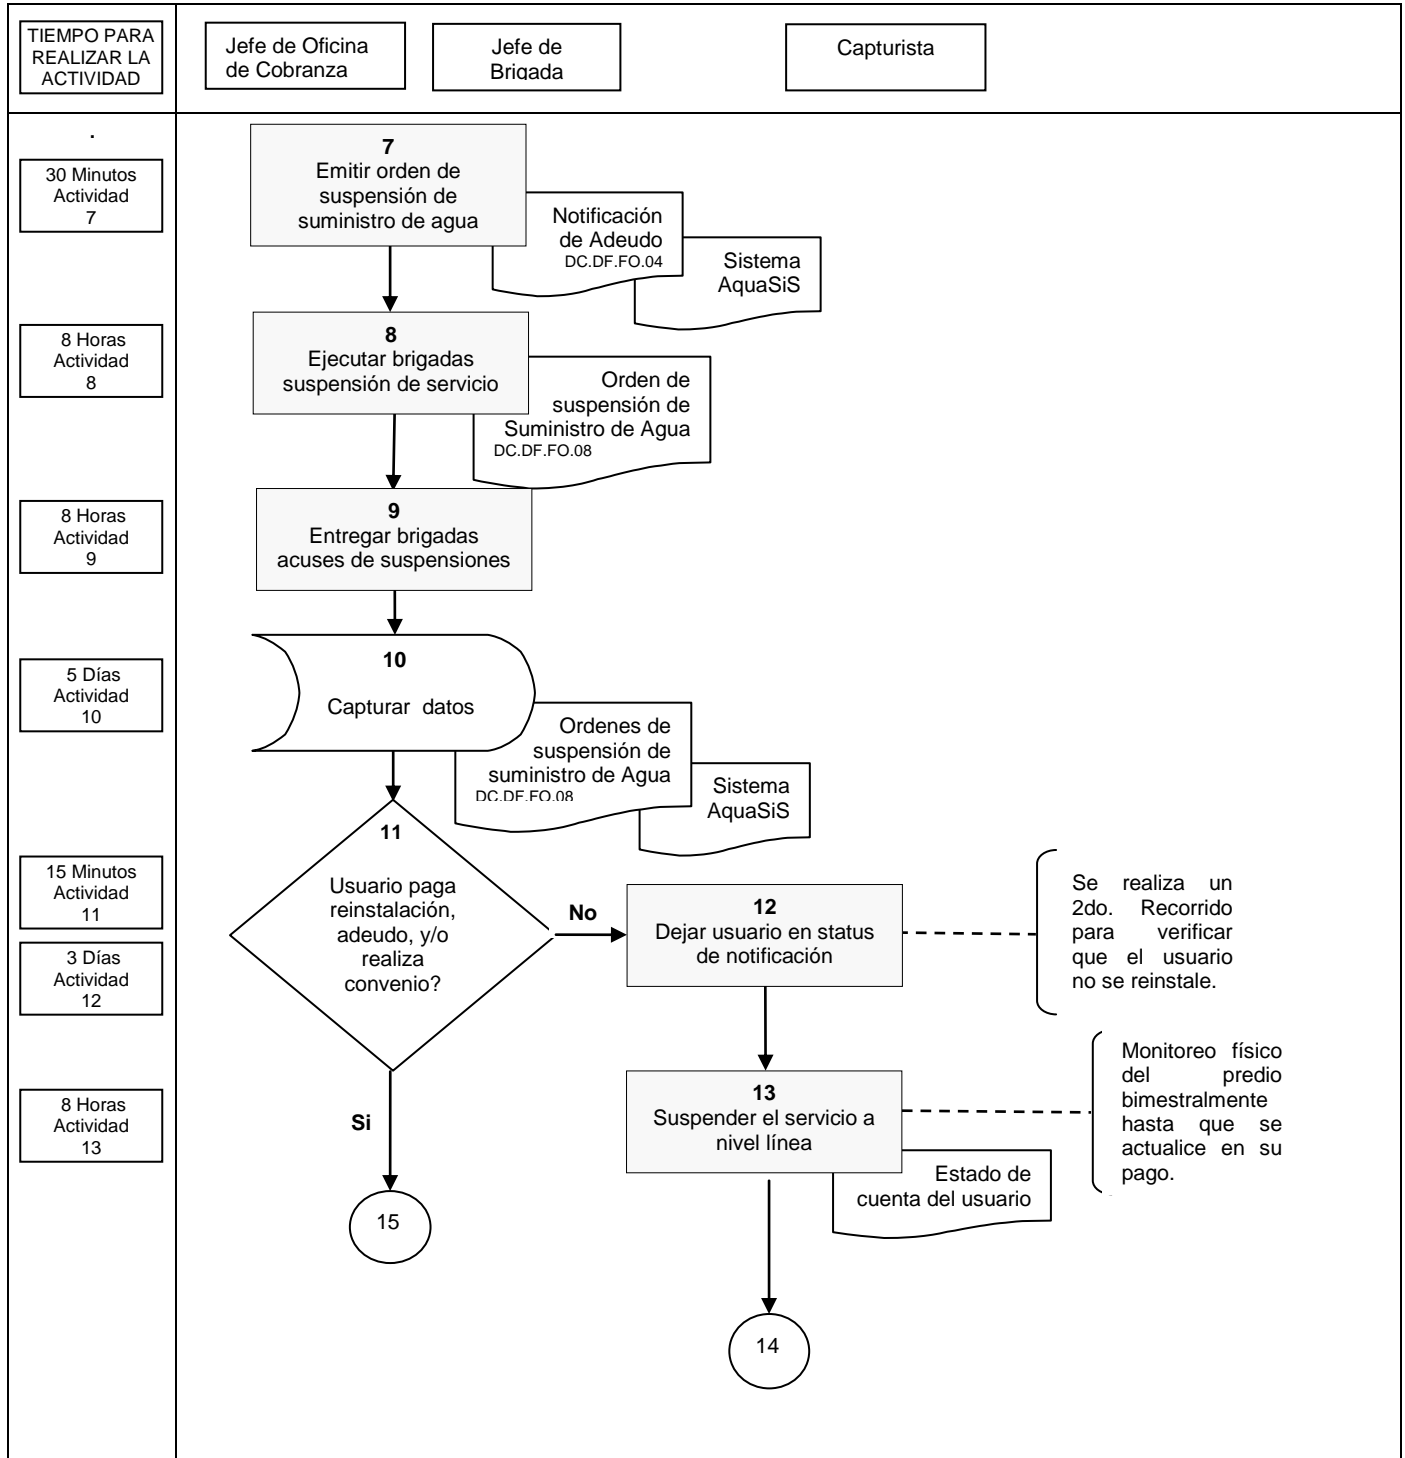 TIEMPO PARA
REALIZAR LA
ACTIVIDAD
Jefe de Oficina
de Cobranza
Jefe de
Brigada
Capturista
.
30 Minutos
Actividad
7
7
Emitir orden de
suspensión de
suministro de agua
Notificación
de Adeudo
DC.DF.FO.04
Sistema
AquaSiS
8 Horas
Actividad
8
8
Ejecutar brigadas
suspensión de servicio
Orden de
suspensión de
Suministro de Agua
DC.DF.FO.08
8 Horas
Actividad
9
9
Entregar brigadas
acuses de suspensiones
5 Días
Actividad
10
10
Capturar datos
Ordenes de
suspensión de
suministro de Agua
DC.DF.FO.08
Sistema
AquaSiS
15 Minutos
Actividad
11
11
Usuario paga
reinstalación,
adeudo, y/o
realiza
convenio?
No
Si
3 Días
Actividad
12
12
Dejar usuario en status
de notificación
Se realiza un
2do. Recorrido
para verificar
que el usuario
no se reinstale.
8 Horas
Actividad
13
13
Suspender el servicio a
nivel línea
Monitoreo físico
del predio
bimestralmente
hasta que se
actualice en su
pago.
Estado de
cuenta del usuario
15
14